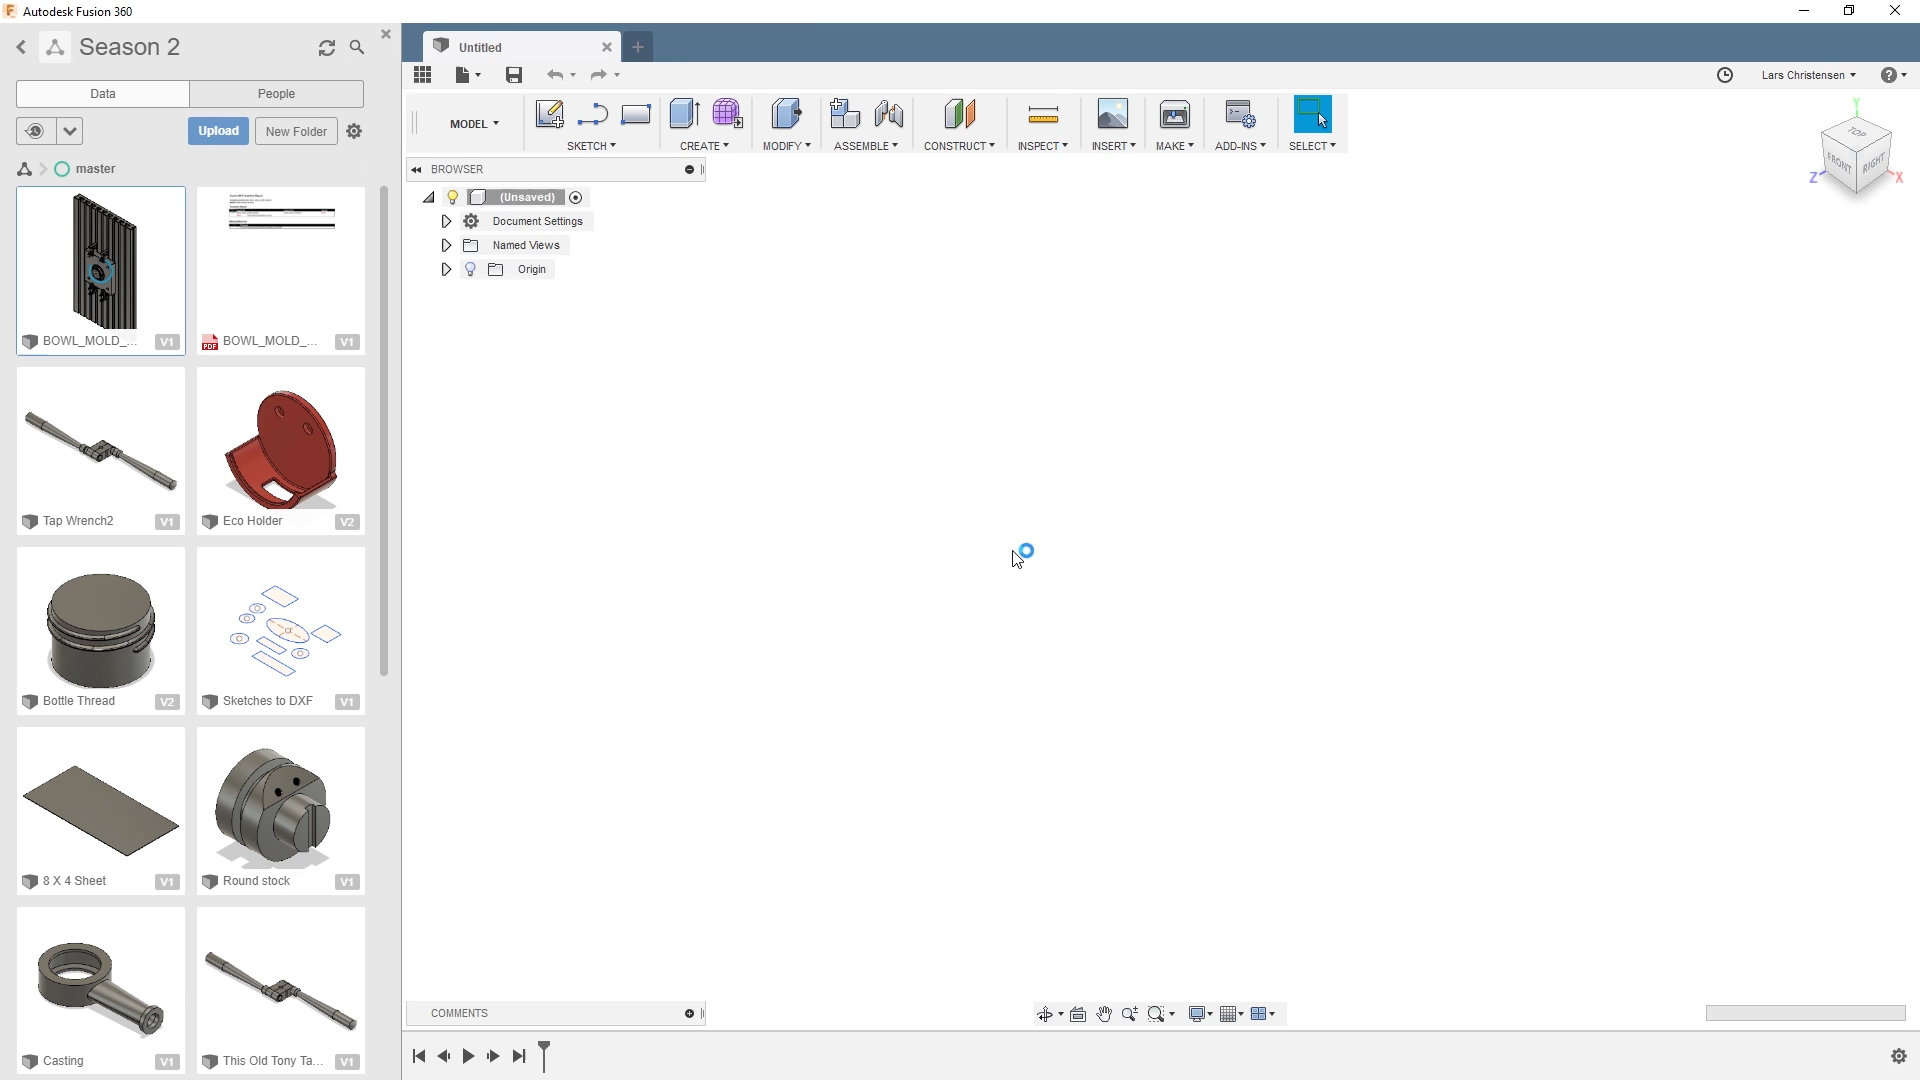 Autodesk Fusion 360
Season 2
Data
People
Upload
New Folder
master
BOWL_MOLD_...
V1
PDF
BOWL_MOLD_...
V1
Tap Wrench2
V1
Eco Holder
V2
Bottle Thread
V2
Sketches to DXF
V1
8 X 4 Sheet
V1
Round stock
V1
Casting
V1
This Old Tony Ta...
V1
Untitled
Lars Christensen
MODEL
SKETCH
CREATE
MODIFY
ASSEMBLE
CONSTRUCT
INSPECT
INSERT
MAKE
ADD-INS
SELECT
BROWSER
(Unsaved)
Document Settings
Named Views
Origin
Y
TOP
FRONT
RIGHT
Z
X
COMMENTS